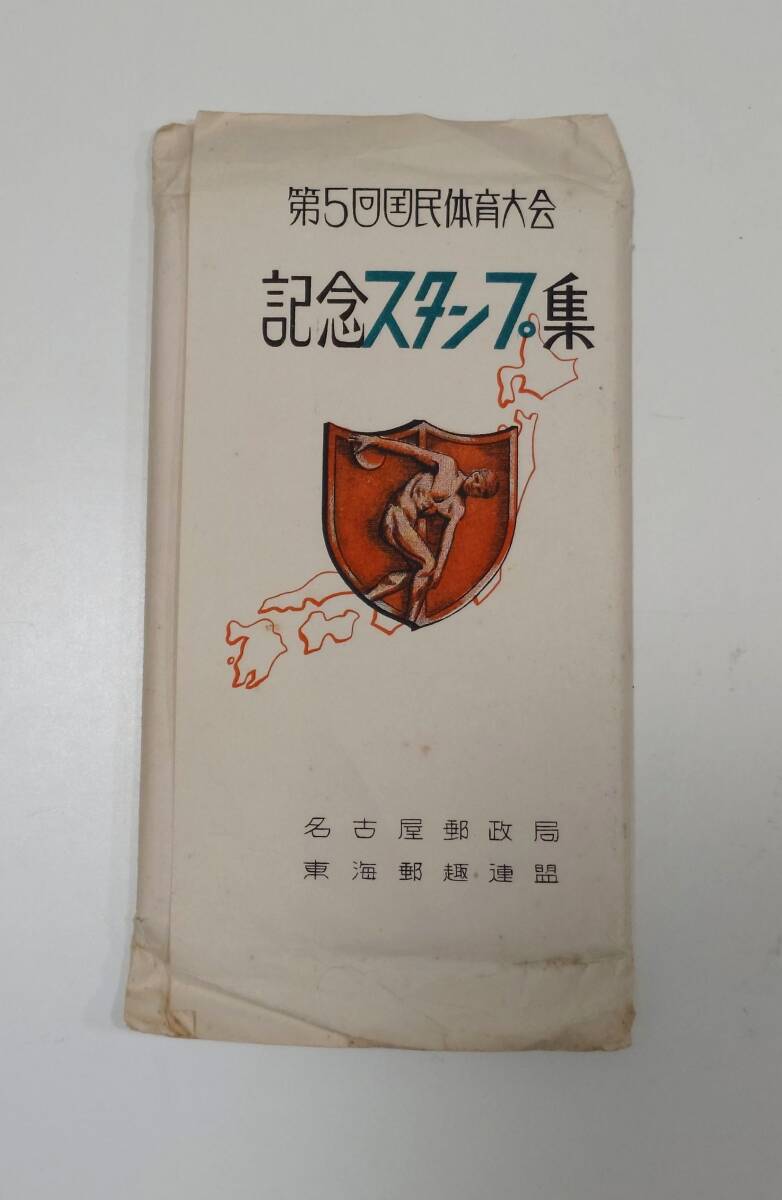 第5回国民体育大会
記念スタンプ集
名古屋郵政局
東海郵趣連盟